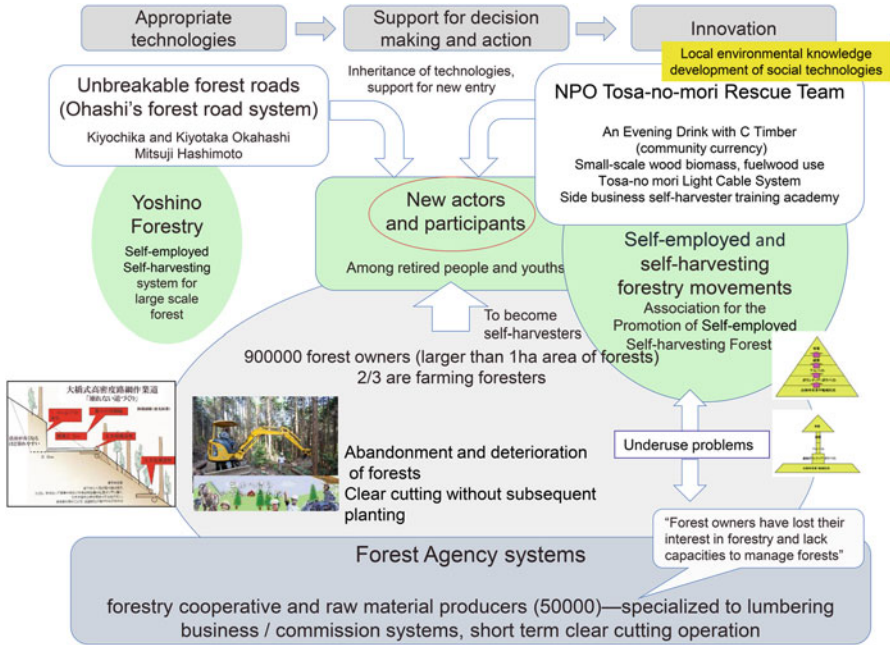 Appropriate
technologies
Support for decision
making and action
Innovation
Local environmental knowledge
development of social technologies
Unbreakable forest roads
(Ohashi's forest road system)
Kiyochika and Kiyotaka Okahashi
Mitsuji Hashimoto
Inheritance of technologies,
support for new entry
NPO Tosa-no-mori Rescue Team
An Evening Drink with C Timber
(community currency)
Small-scale wood biomass, fuelwood use
Tosa-no mori Light Cable System
Side business self-harvester training academy
Yoshino
Forestry
Self-employed
Self-harvesting
system for
large scale
forest
New actors
and participants
Among retired people and youths
Self-employed and
self-harvesting
forestry movements
Association for the
Promotion of Self-employed
Self-harvesting Forest
To become
self-harvesters
900000 forest owners (larger than 1ha area of forests)
2/3 are farming foresters
大橋式高密度路網作業道
「崩れない道づくり」
Abandonment and deterioration
of forests
Clear cutting without subsequent
planting
Underuse problems
"Forest owners have lost their
interest in forestry and lack
capacities to manage forests"
Forest Agency systems
forestry cooperative and raw material producers (50000)—specialized to lumbering
business / commission systems, short term clear cutting operation